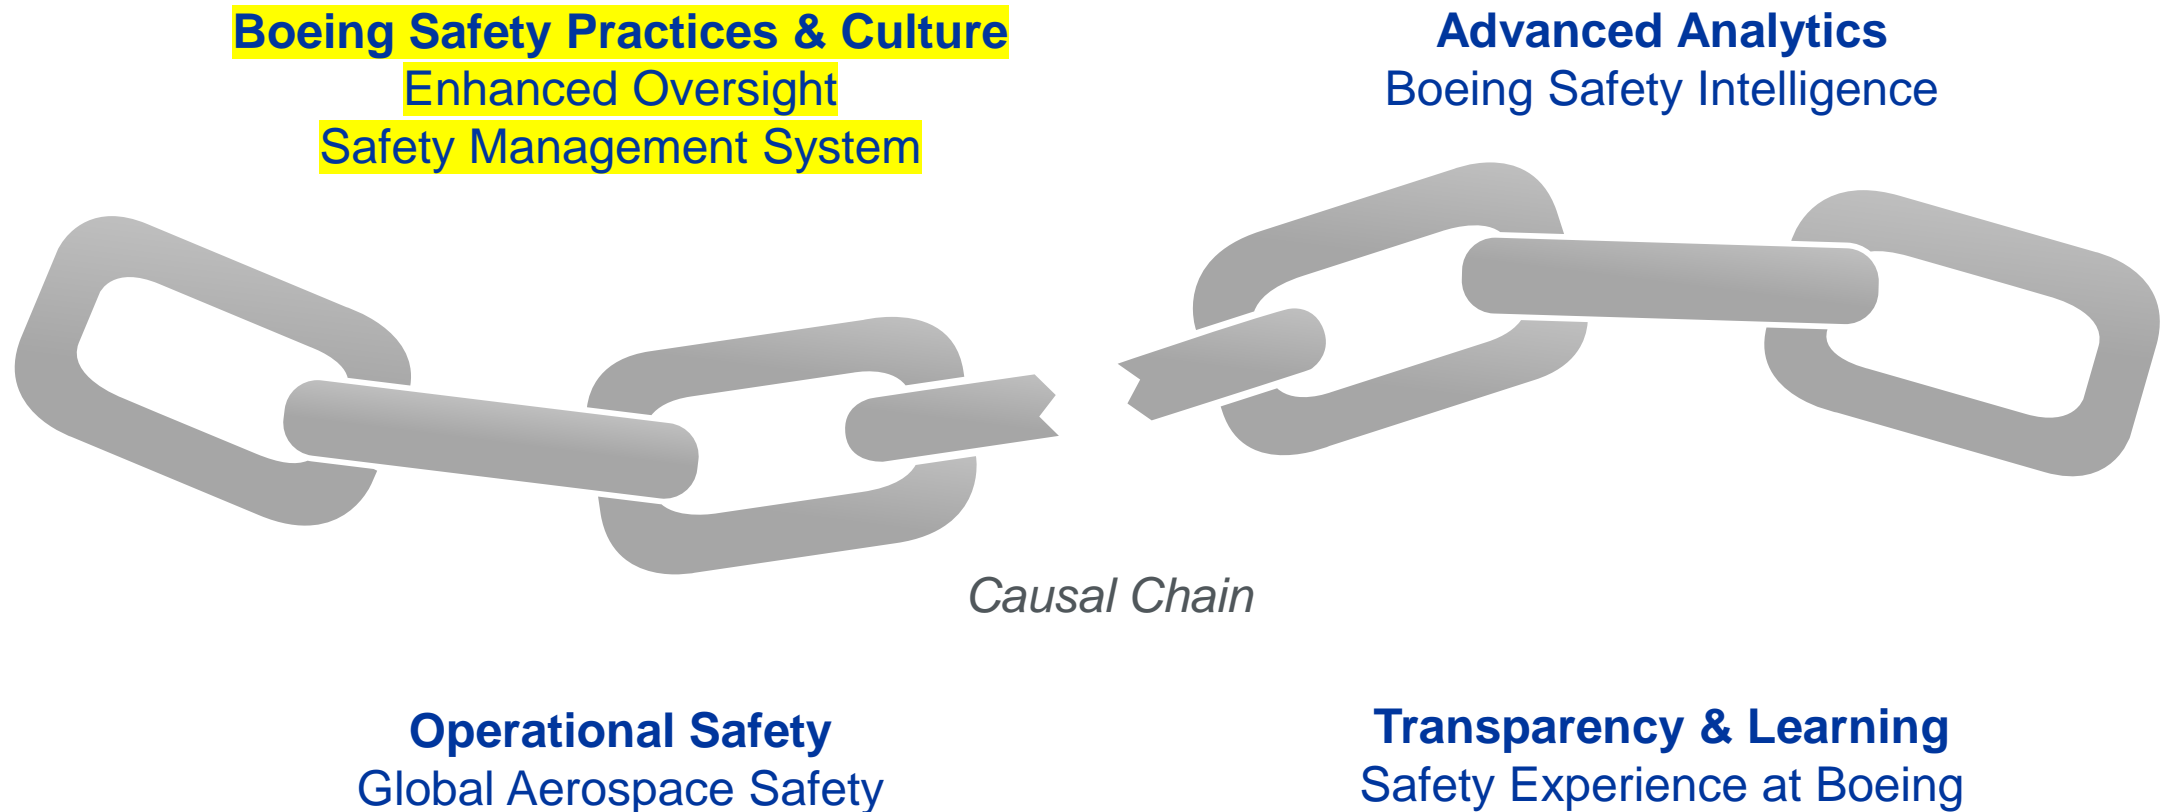 Boeing Safety Practices & Culture
Enhanced Oversight
Safety Management System
Advanced Analytics
Boeing Safety Intelligence
Causal Chain
Operational Safety
Global Aerospace Safety
Transparency & Learning
Safety Experience at Boeing